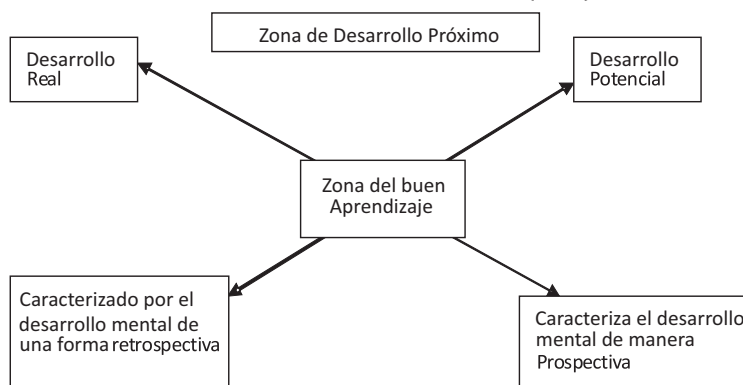 Zona de Desarrollo Próximo
Desarrollo
Real
Desarrollo
Potencial
Zona del buen
Aprendizaje
Caracterizado por el
desarrollo mental de
una forma retrospectiva
Caracteriza el desarrollo
mental de manera
Prospectiva